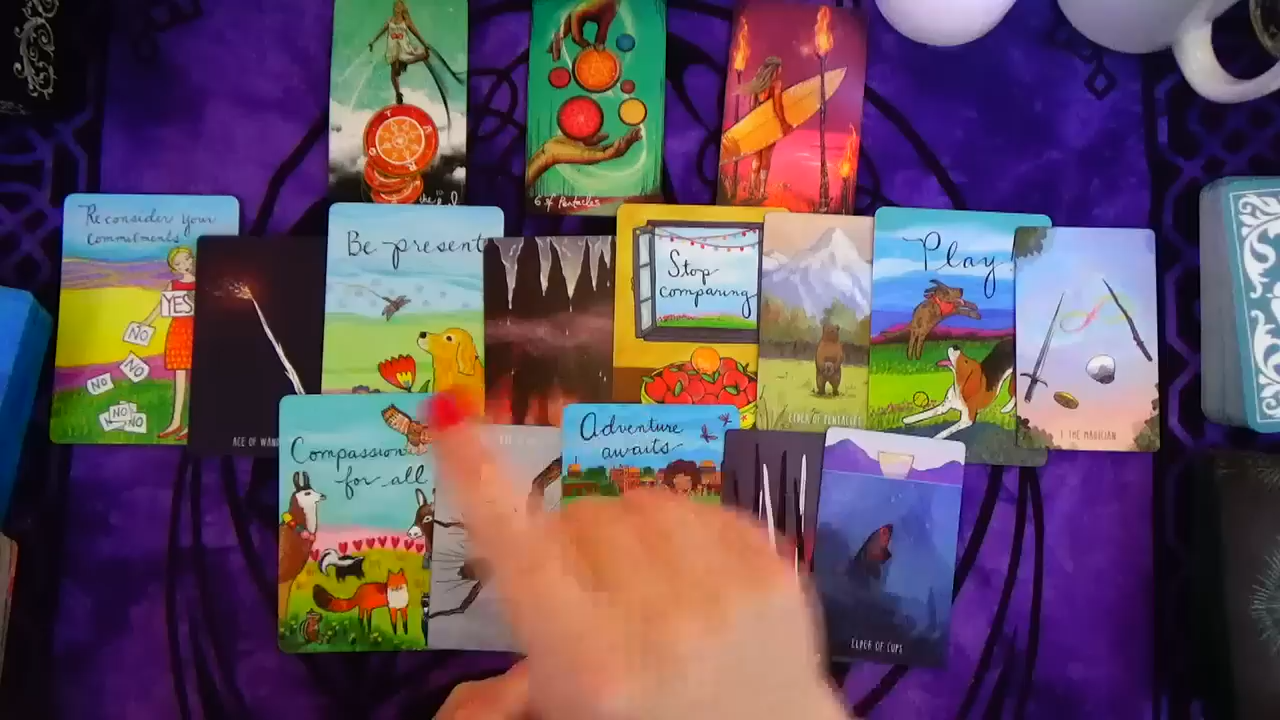 6 of Pentacles
Reconsider your
Commitments
YES
NO
NO
NO
NO
NO
ACE OF WAN
Be present
Stop
comparing
ELDER OF PENTACLES
Play!
I THE MAGICIAN
Compassion
for all
Adventure
awaits
ELDER OF CUPS